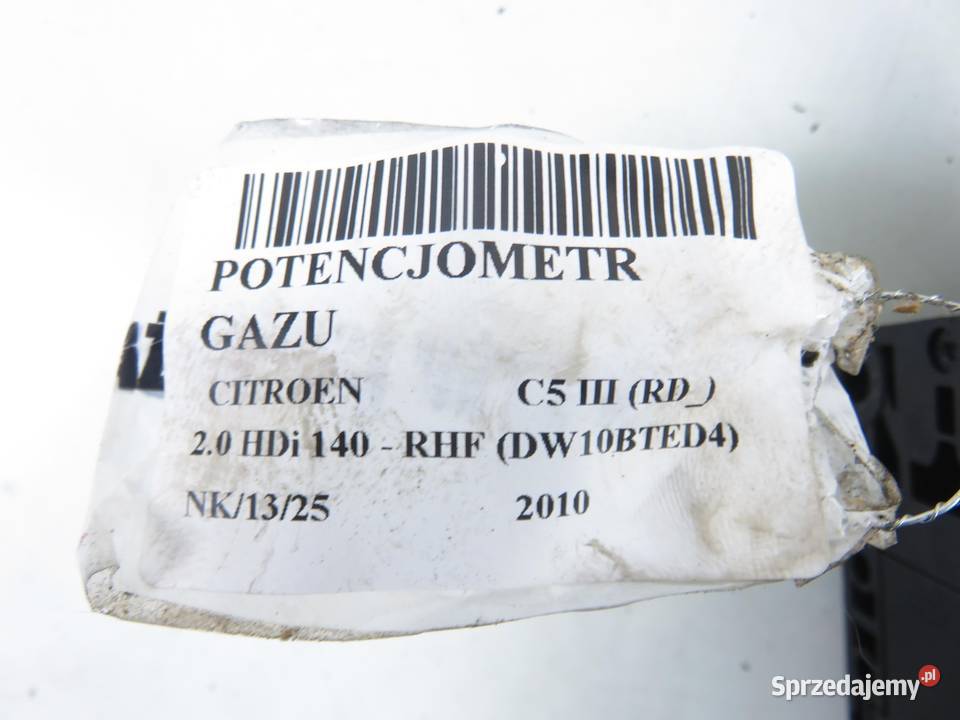 POTENCJOMETR
GAZU
CITROEN C5 III (RD_)
2.0 HDi 140 - RHF (DW10BTED4)
NK/13/25 2010
Sprzedajemy.pl